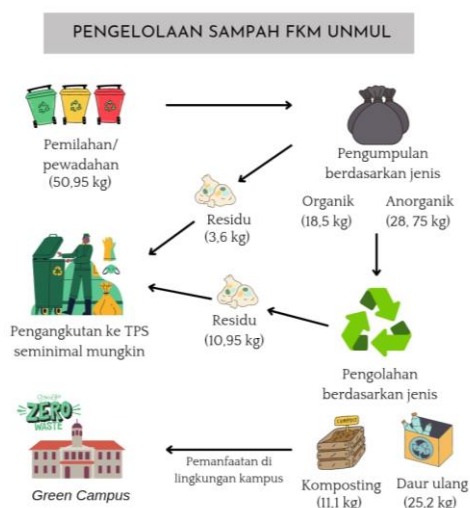 PENGELOLAAN SAMPAH FKM UNMUL
Pemilahan/
pewadahan
(50,95 kg)
Pengumpulan
berdasarkan jenis
Organik
(18,5 kg)
Anorganik
(28, 75 kg)
Residu
(3,6 kg)
Pengangkutan ke TPS
seminimal mungkin
Residu
(10,95 kg)
Pengolahan
berdasarkan jenis
ZERO
WASTE
Green Campus
Pemanfaatan di
lingkungan kampus
COMPOST
Komposting
(11,1 kg)
Daur ulang
(25,2 kg)